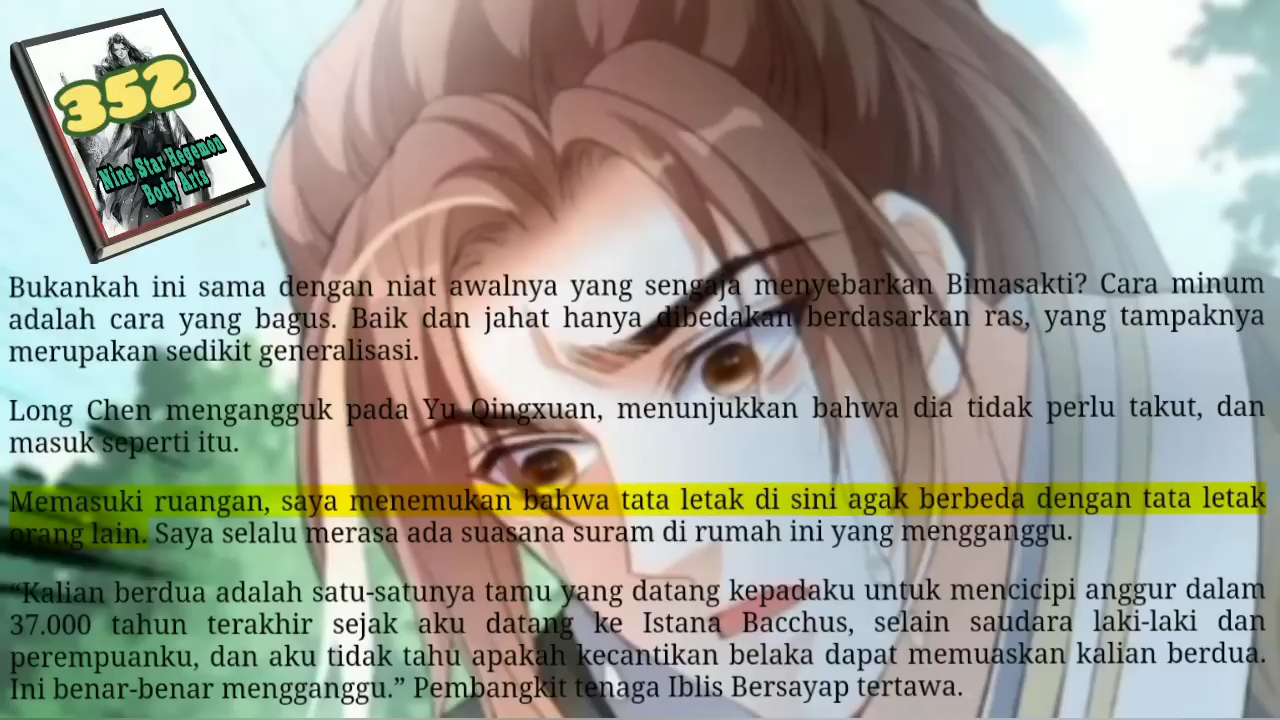 352
Nine Star Hegemon
Body Arts
Bukankah ini sama dengan niat awalnya yang sengaja menyebarkan Bimasakti? Cara minum
adalah cara yang bagus. Baik dan jahat hanya dibedakan berdasarkan ras, yang tampaknya
merupakan sedikit generalisasi.
Long Chen mengangguk pada Yu Qingxuan, menunjukkan bahwa dia tidak perlu takut, dan
masuk seperti itu.
Memasuki ruangan, saya menemukan bahwa tata letak di sini agak berbeda dengan tata letak
orang lain. Saya selalu merasa ada suasana suram di rumah ini yang mengganggu.
“Kalian berdua adalah satu-satunya tamu yang datang kepadaku untuk mencicipi anggur dalam
37.000 tahun terakhir sejak aku datang ke Istana Bacchus, selain saudara laki-laki dan
perempuanku, dan aku tidak tahu apakah kecantikan belaka dapat memuaskan kalian berdua.
Ini benar-benar mengganggu.” Pembangkit tenaga Iblis Bersayap tertawa.